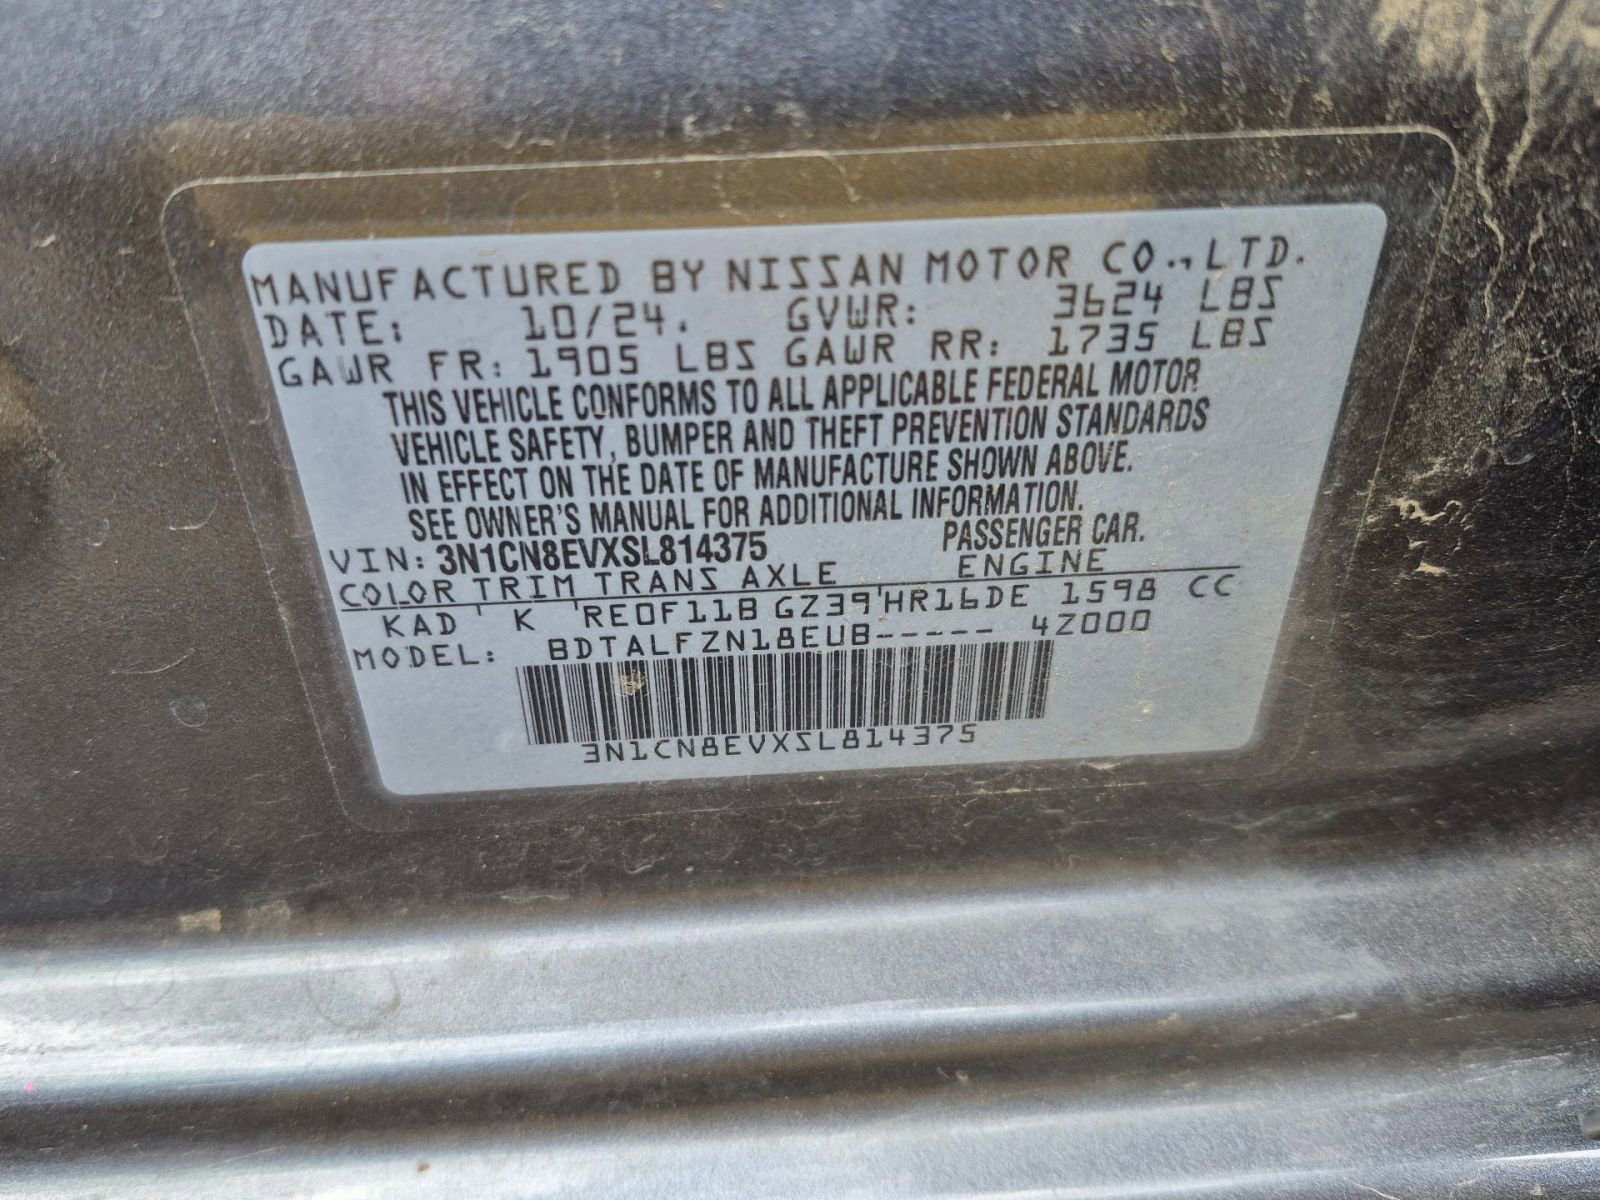 MANUFACTURED BY NISSAN MOTOR CO., LTD.
DATE: 10/24. GVWR: 3624 LBS
GAWR FR: 1905 LBS GAWR RR: 1735 LBS
THIS VEHICLE CONFORMS TO ALL APPLICABLE FEDERAL MOTOR
VEHICLE SAFETY, BUMPER AND THEFT PREVENTION STANDARDS
IN EFFECT ON THE DATE OF MANUFACTURE SHOWN ABOVE.
SEE OWNER'S MANUAL FOR ADDITIONAL INFORMATION.
VIN: 3N1CN8EVXSL814375 PASSENGER CAR.
COLOR TRIM TRANS AXLE ENGINE
KAD K RE0F11B GZ39 HR16DE 1598 CC
MODEL: BDTALFZN18EUB----- 4Z000
3N1CN8EVXSL814375